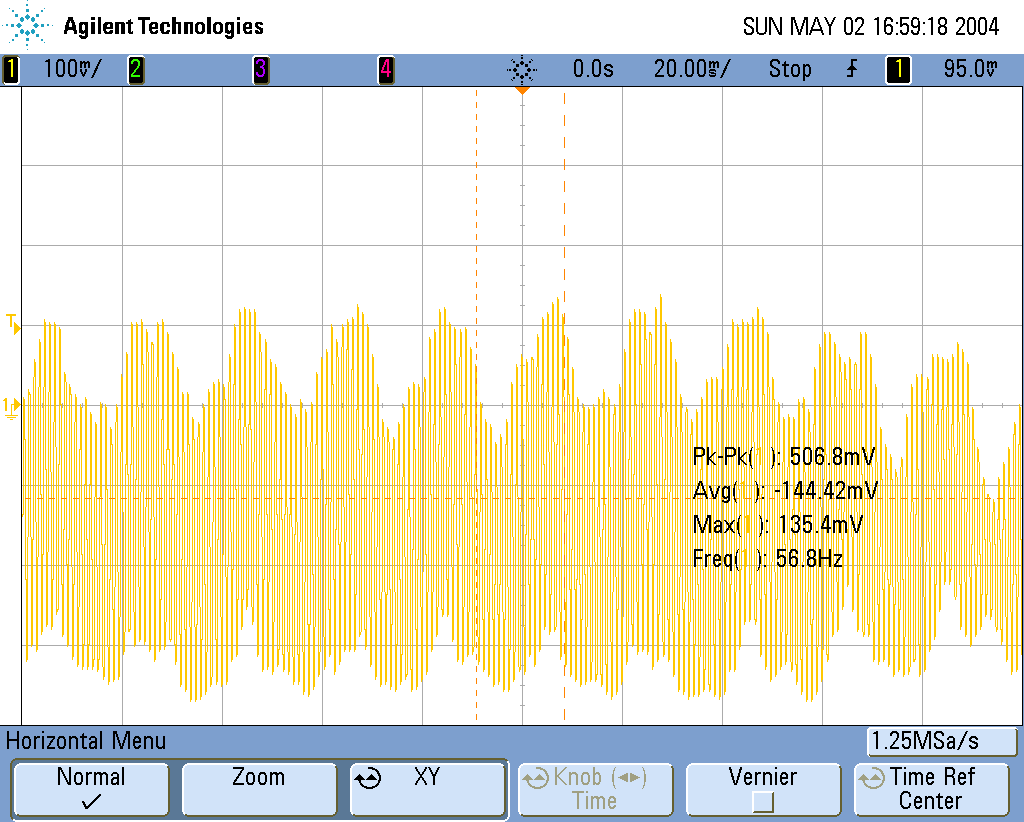 Agilent Technologies SUN MAY 02 16:59:18 2004
1 100mV/ 2 3 4 0.0s 20.00ms/ Stop 1 95.0mV
T
1
Pk-Pk(1): 506.8mV
Avg(1): -144.42mV
Max(1): 135.4mV
Freq(1): 56.8Hz
Horizontal Menu 1.25MSa/s
Normal Zoom XY Knob (◄►) Vernier Time Ref
Time Center